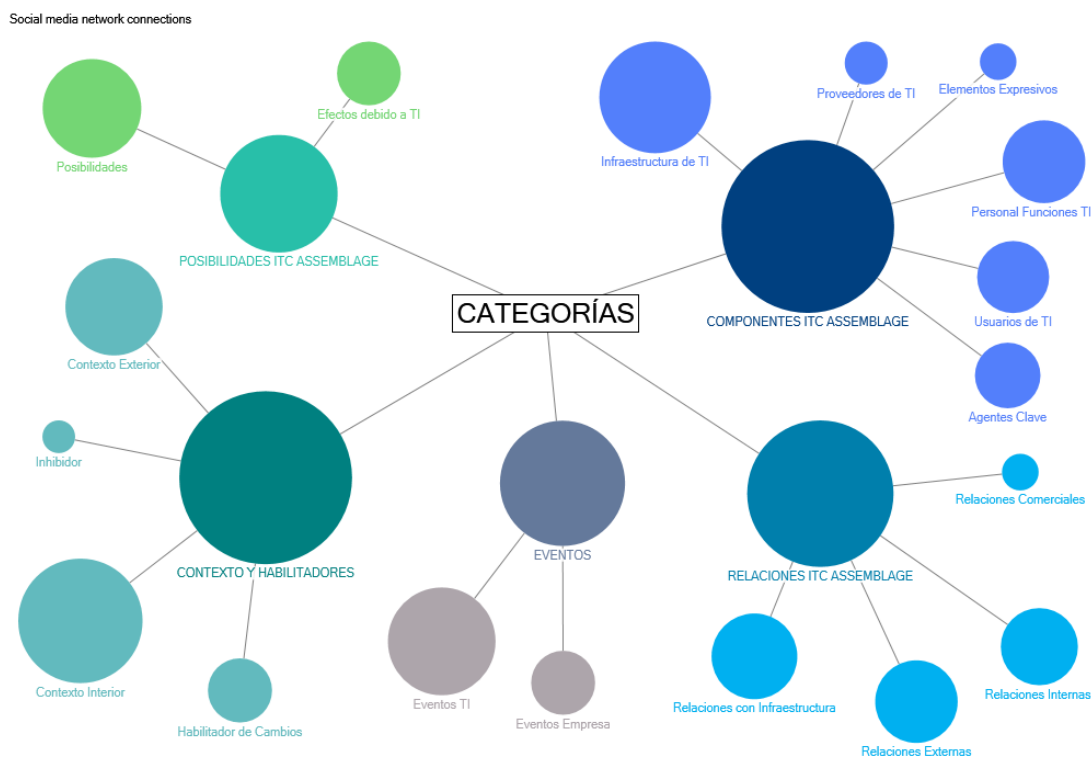 Social media network connections
Posibilidades
Efectos debido a TI
POSIBILIDADES ITC ASSEMBLAGE
Infraestructura de TI
Proveedores de TI
Elementos Expresivos
Personal Funciones TI
Usuarios de TI
Agentes Clave
COMPONENTES ITC ASSEMBLAGE
CATEGORÍAS
Contexto Exterior
Inhibidor
CONTEXTO Y HABILITADORES
Contexto Interior
Habilitador de Cambios
EVENTOS
Eventos TI
Eventos Empresa
RELACIONES ITC ASSEMBLAGE
Relaciones Comerciales
Relaciones con Infraestructura
Relaciones Externas
Relaciones Internas